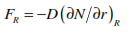 F_R = −D(∂N/∂r)_R